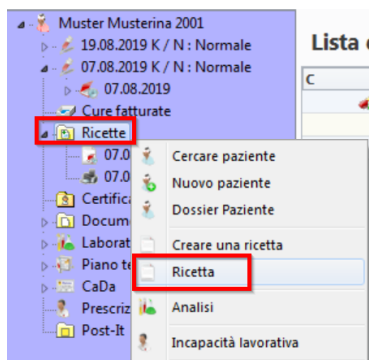 Muster Musterina 2001
19.08.2019 K / N : Normale
07.08.2019 K / N : Normale
07.08.2019
Cure fatturate
Ricette
07.0
07.0
Certific
Docum
Laborat
Piano te
CaDa
Prescriz
Post-It
Lista
C
Cercare paziente
Nuovo paziente
Dossier Paziente
Creare una ricetta
Ricetta
Analisi
Incapacità lavorativa